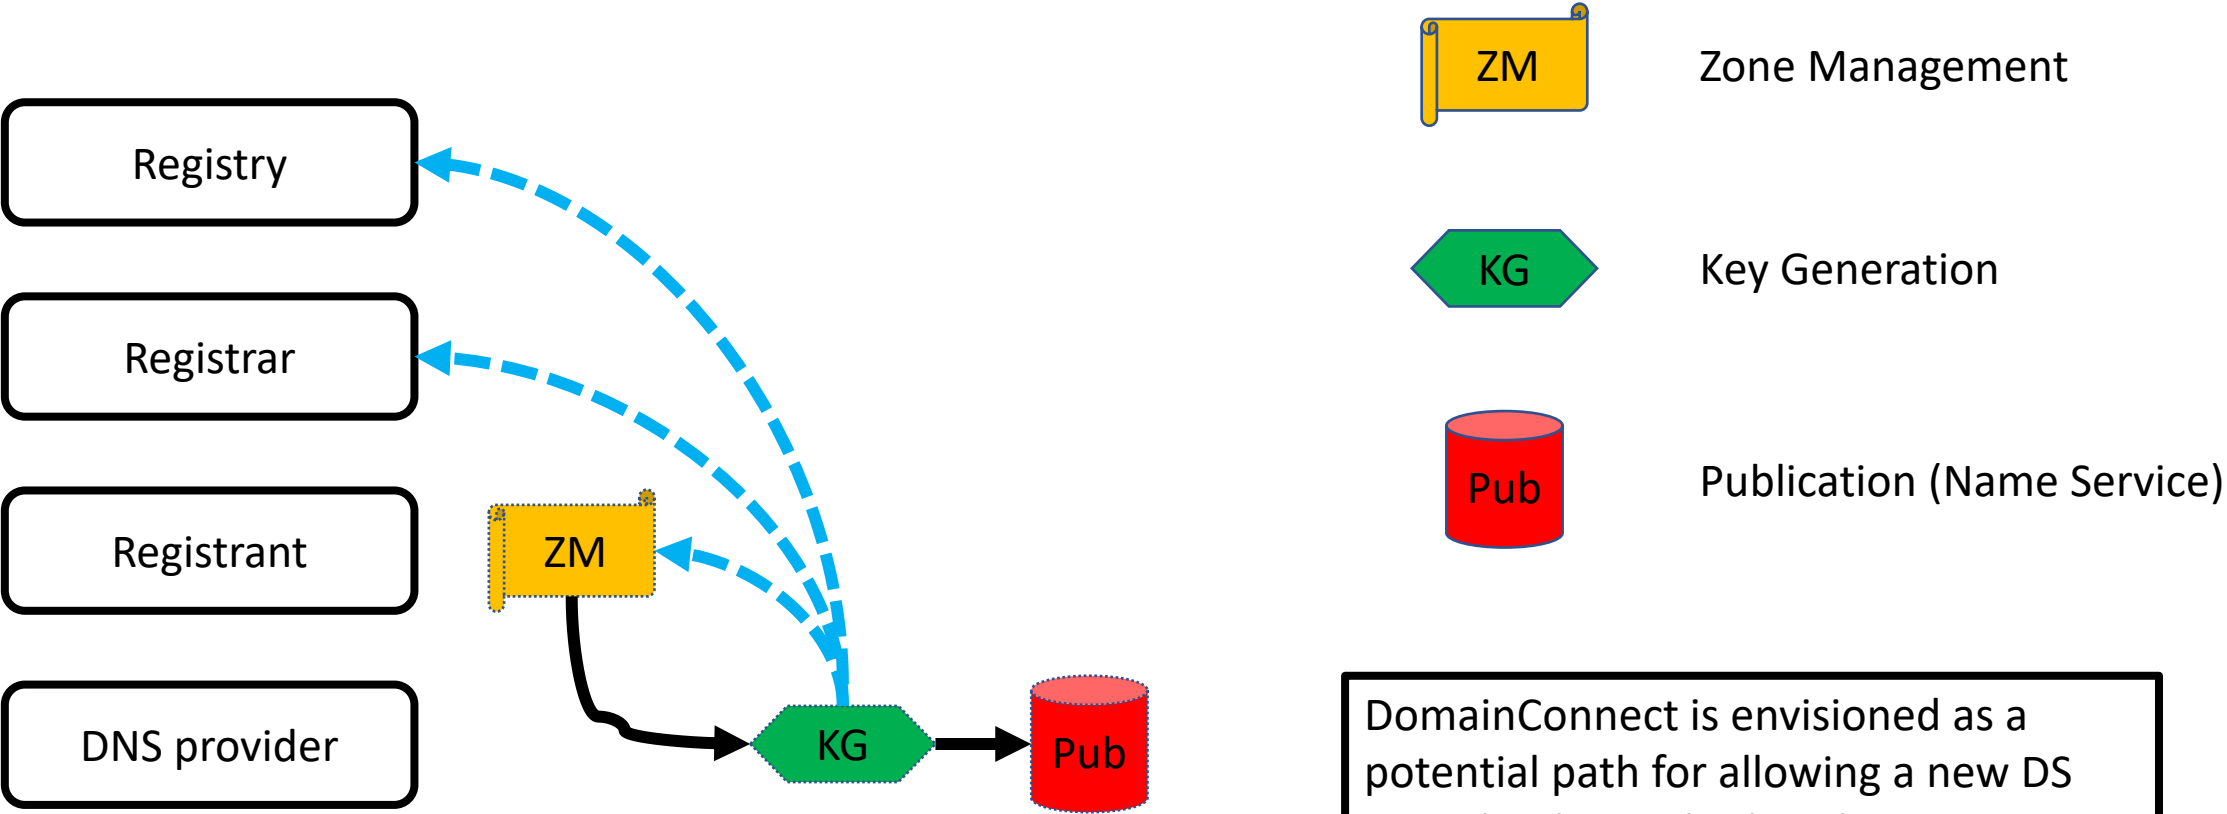 ZM
Zone Management
Registry
KG
Key Generation
Registrar
Pub
Publication (Name Service)
Registrant
ZM
DNS provider
KG
Pub
DomainConnect is envisioned as a
potential path for allowing a new DS